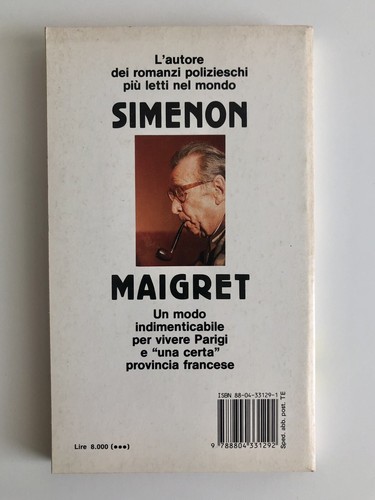 L'autore
dei romanzi polizieschi
più letti nel mondo
SIMENON
MAIGRET
Un modo
indimenticabile
per vivere Parigi
e "una certa"
provincia francese
ISBN 88-04-33129-1
9 788804 331292
Sped. abb. post. TE
Lire 8.000 (•••)